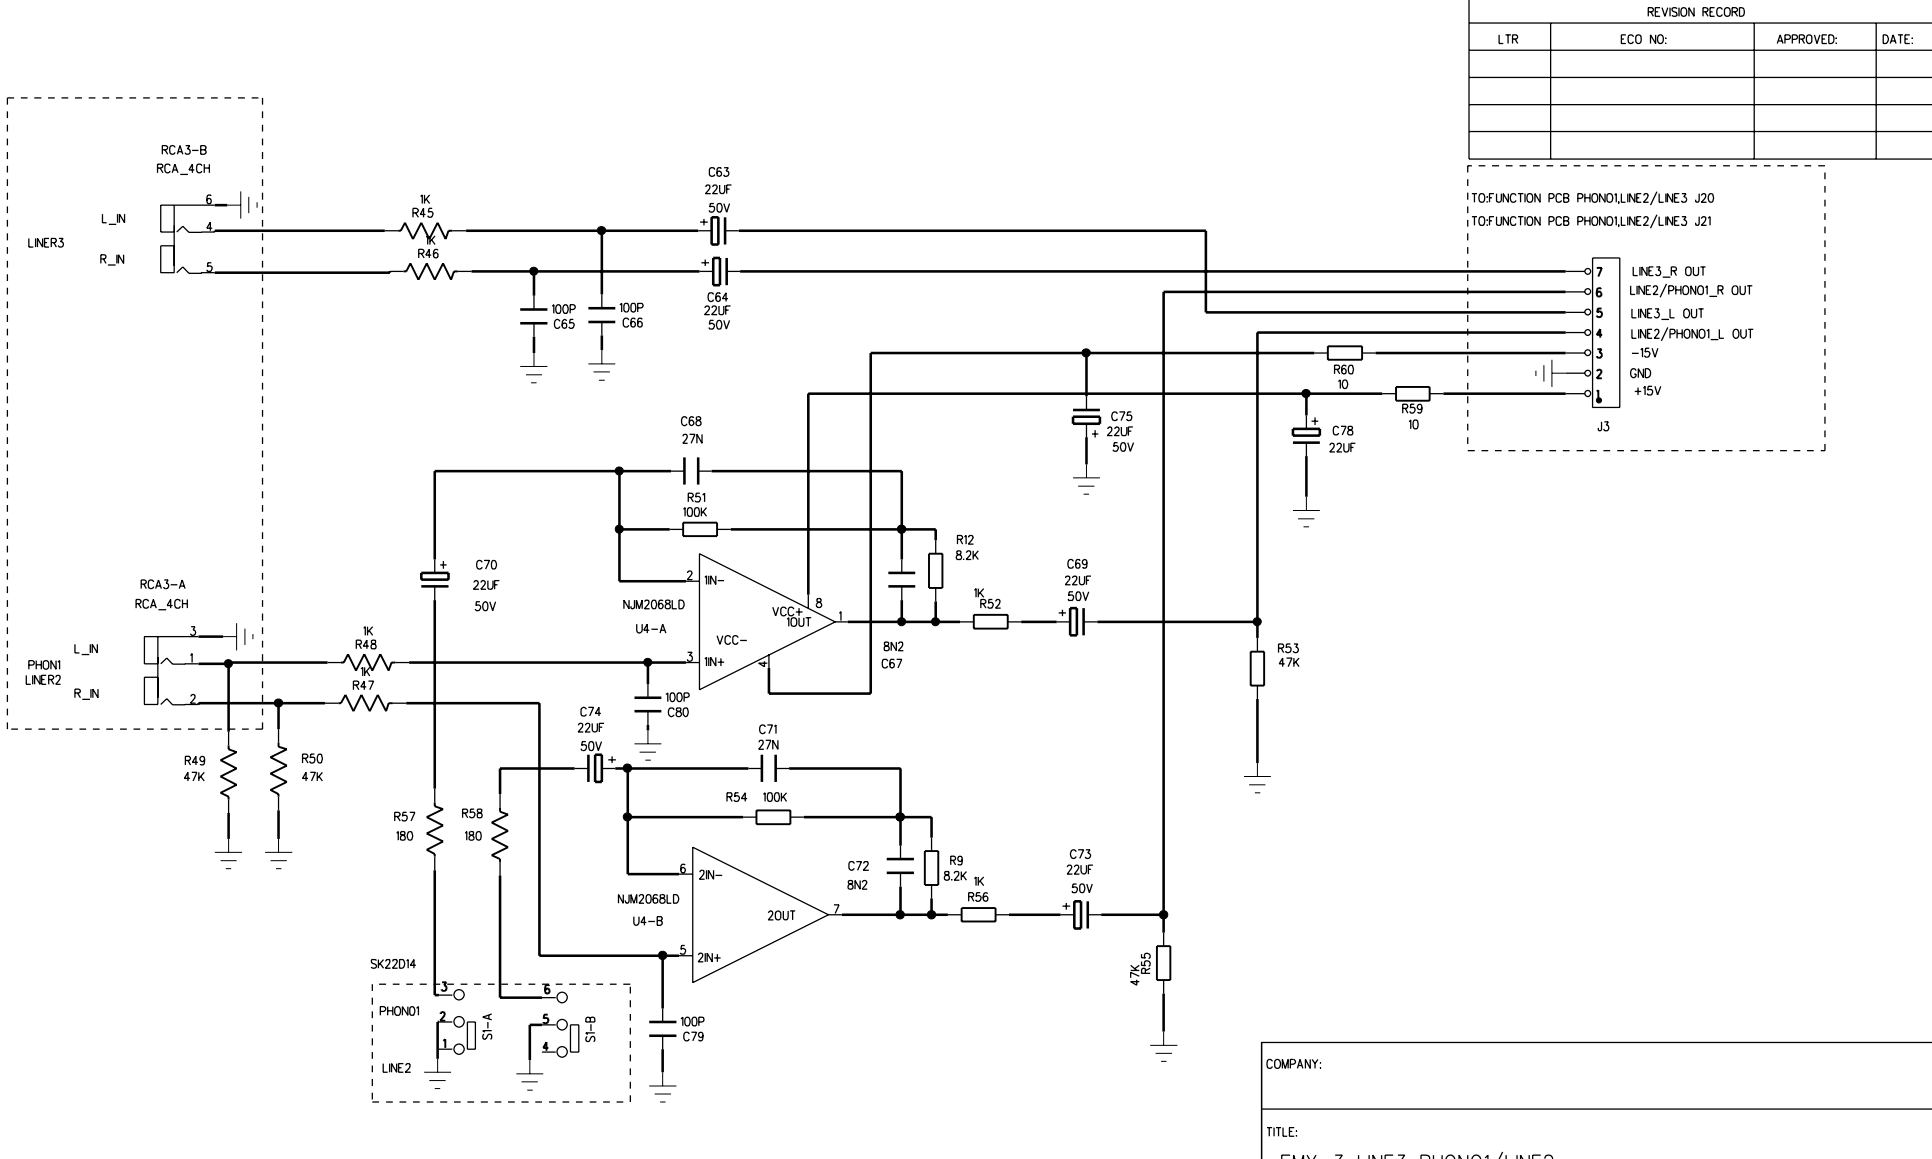 REVISION RECORD
LTR ECO NO: APPROVED: DATE:
TO:FUNCTION PCB PHONO1,LINE2/LINE3 J20
TO:FUNCTION PCB PHONO1,LINE2/LINE3 J21
7 LINE3_R OUT
6 LINE2/PHONO1_R OUT
5 LINE3_L OUT
4 LINE2/PHONO1_L OUT
3 -15V
2 GND
1 +15V
J3
RCA3-B
RCA_4CH
LINER3
L_IN
R_IN
6
4
5
1K
R45
1K
R46
C63
22UF
50V
+
+
C64
22UF
50V
100P
C65
100P
C66
R60
10
R59
10
C75
22UF
50V
+
+
C78
22UF
C68
27N
R51
100K
R12
8.2K
+
C70
22UF
50V
NJM2068LD
U4-A
2 1IN-
3 1IN+
VCC+ 8
1OUT 1
VCC-
4
8N2
C67
1K
R52
C69
22UF
50V
+
R53
47K
RCA3-A
RCA_4CH
PHON1
LINER2
L_IN
R_IN
3
1
2
1K
R48
1K
R47
100P
C80
R49
47K
R50
47K
C74
22UF
50V
+
C71
27N
R54 100K
R57
180
R58
180
NJM2068LD
U4-B
6 2IN-
5 2IN+
2OUT 7
C72
8N2
R9
8.2K
1K
R56
C73
22UF
50V
+
47K
R55
SK22D14
PHONO1
LINE2
3
2
1
S1-A
6
5
4
S1-B
100P
C79
COMPANY:
TITLE: